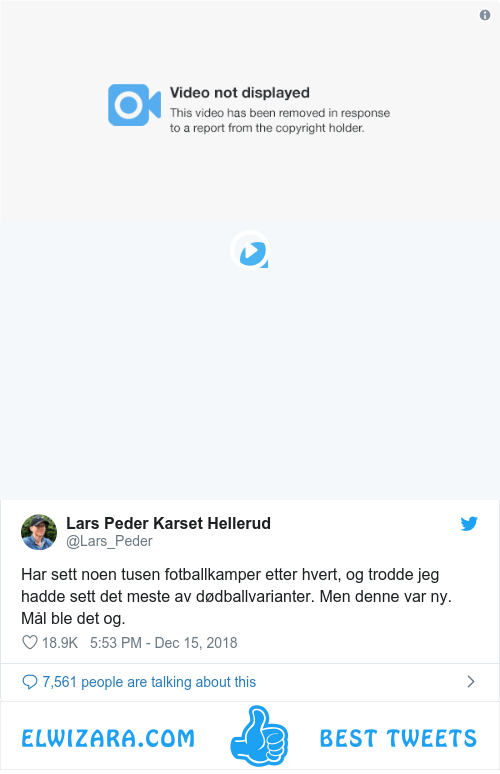 Video not displayed
This video has been removed in response
to a report from the copyright holder.
Lars Peder Karset Hellerud
@Lars_Peder
Har sett noen tusen fotballkamper etter hvert, og trodde jeg
hadde sett det meste av dødballvarianter. Men denne var ny.
Mål ble det og.
18.9K 5:53 PM - Dec 15, 2018
7,561 people are talking about this
ELWIZARA.COM BEST TWEETS